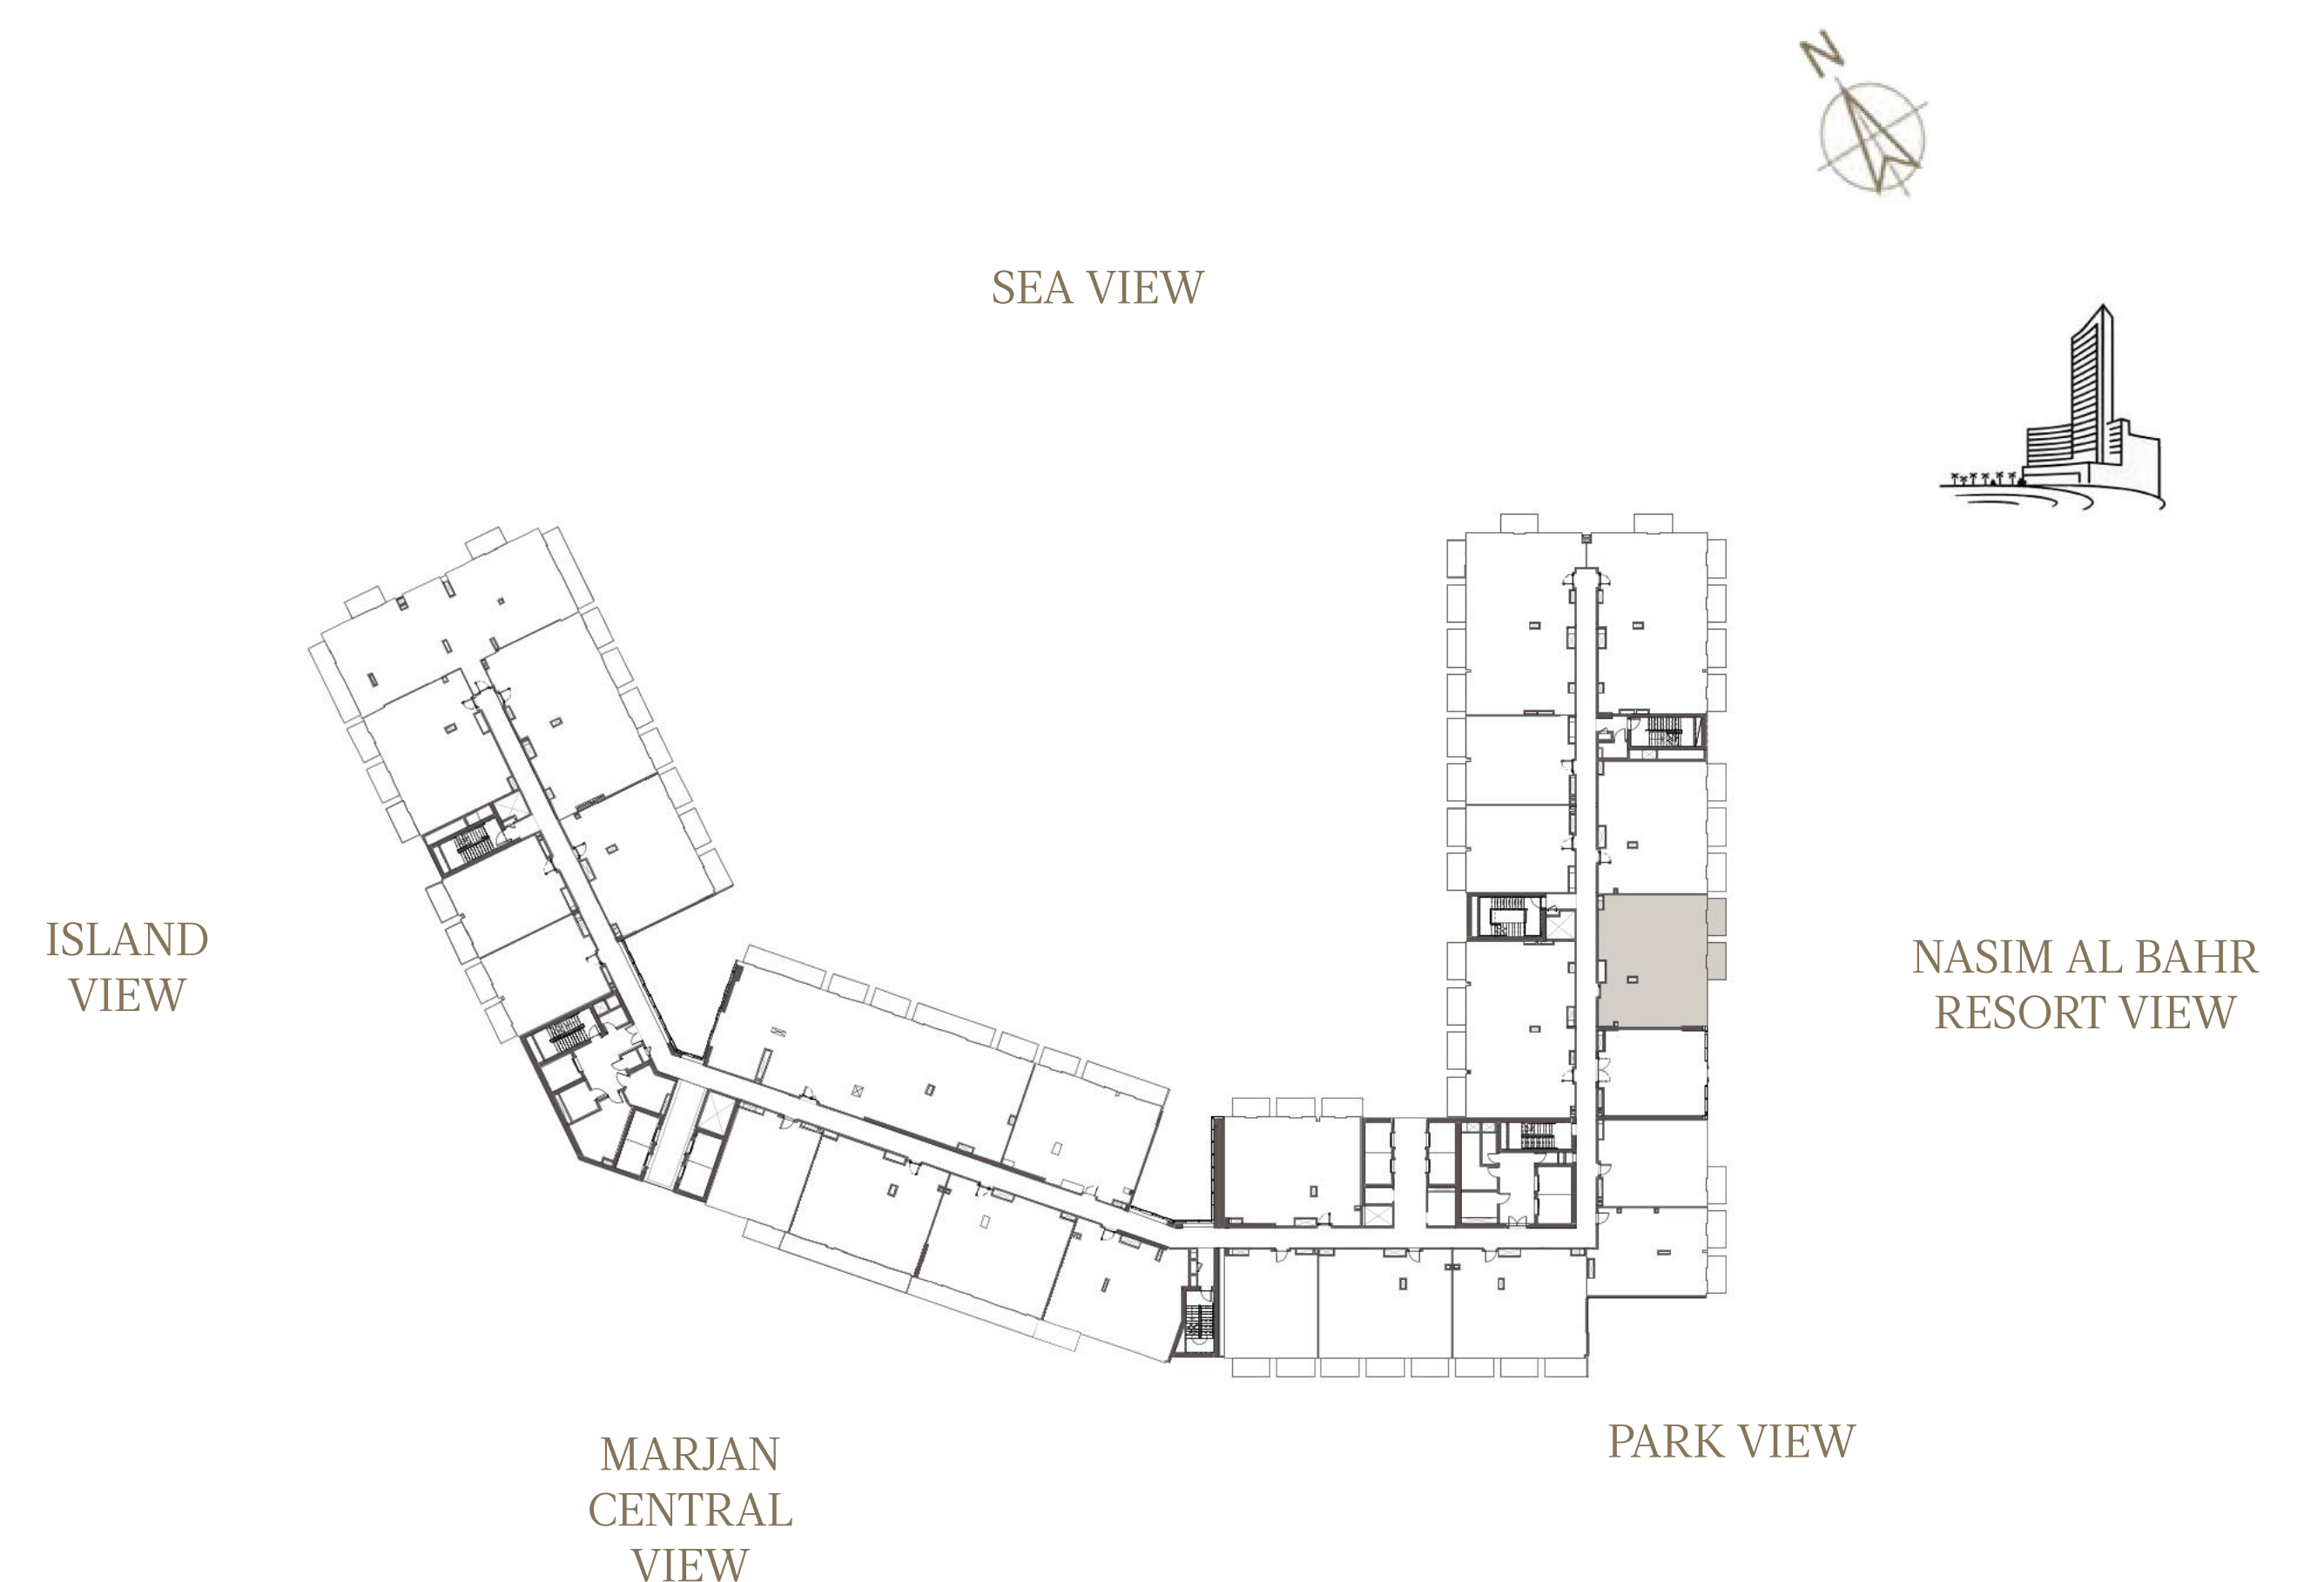 N
SEA VIEW
ISLAND
VIEW
NASIM AL BAHR
RESORT VIEW
PARK VIEW
MARJAN
CENTRAL
VIEW